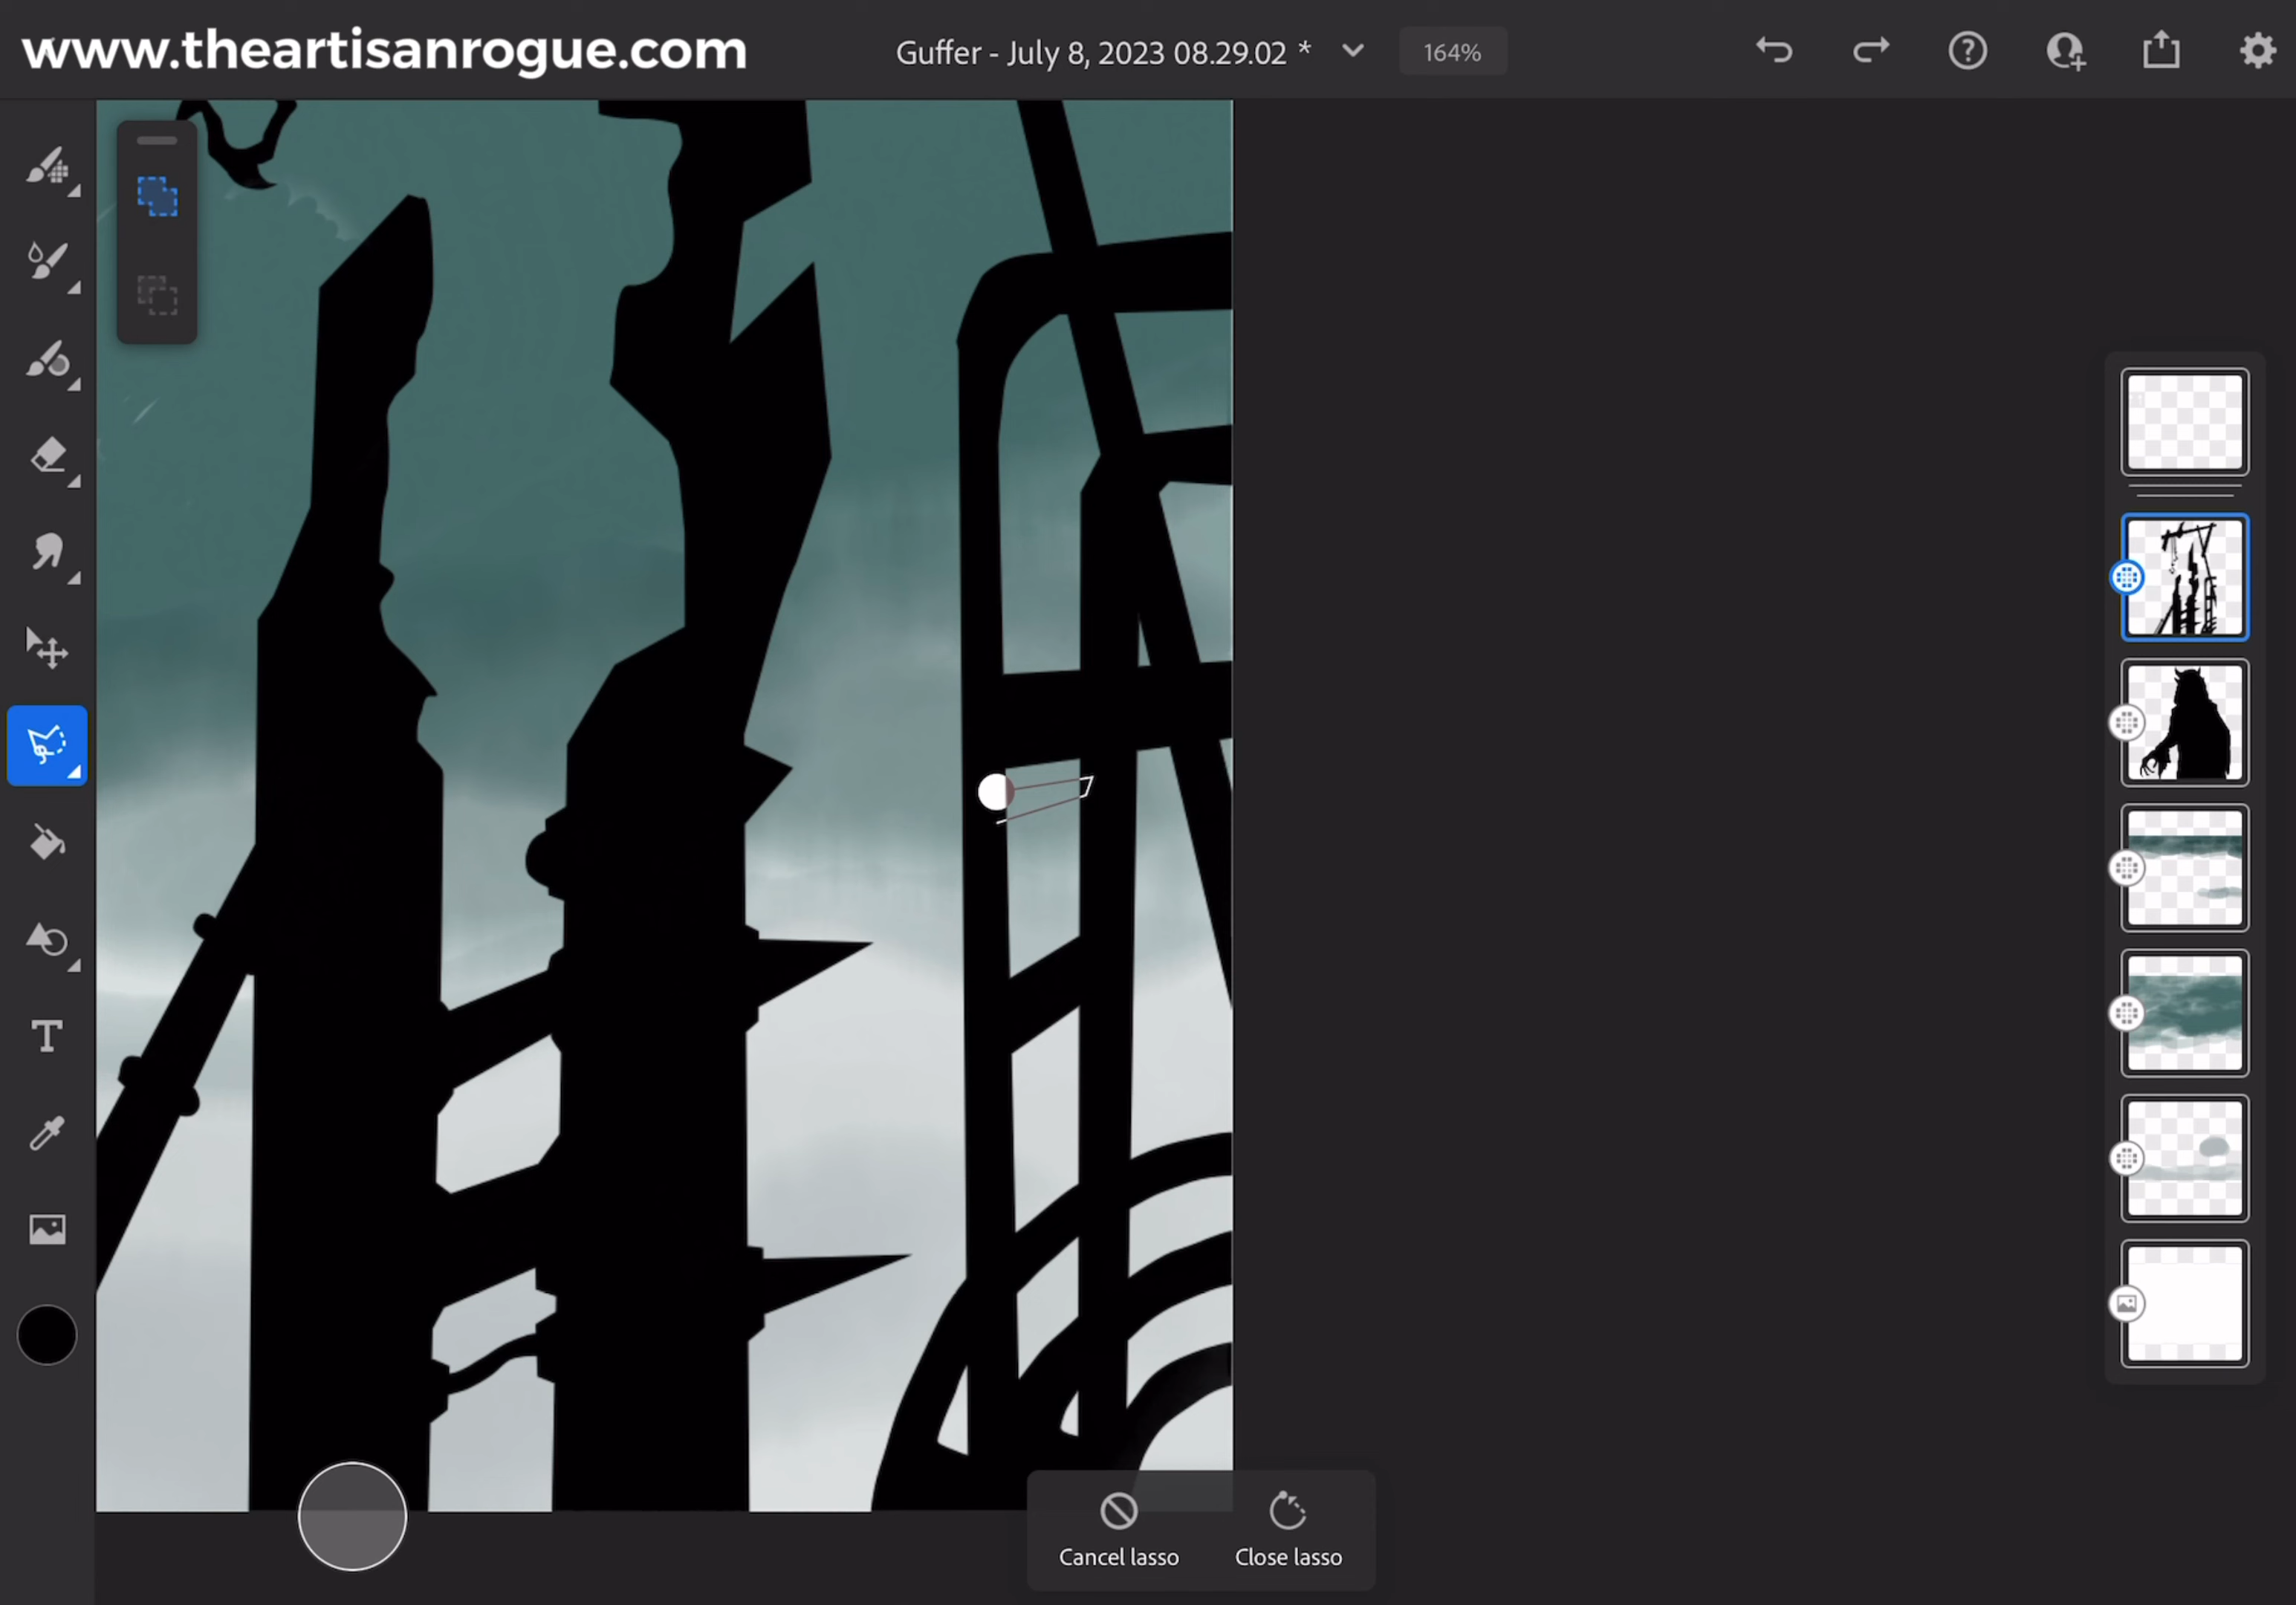 www.theartisanrogue.com
Guffer - July 8, 2023 08.29.02 *
164%
T
Cancel lasso
Close lasso